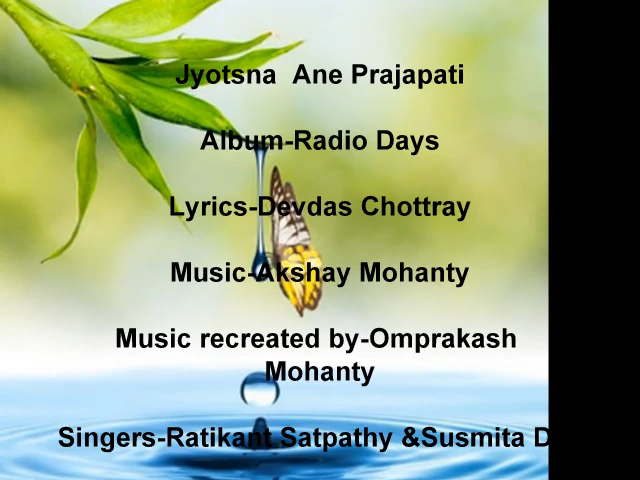 Jyotsna  Ane Prajapati
Album-Radio Days
Lyrics-Devdas Chottray
Music-Akshay Mohanty
Music recreated by-Omprakash
Mohanty
Singers-Ratikant Satpathy &Susmita